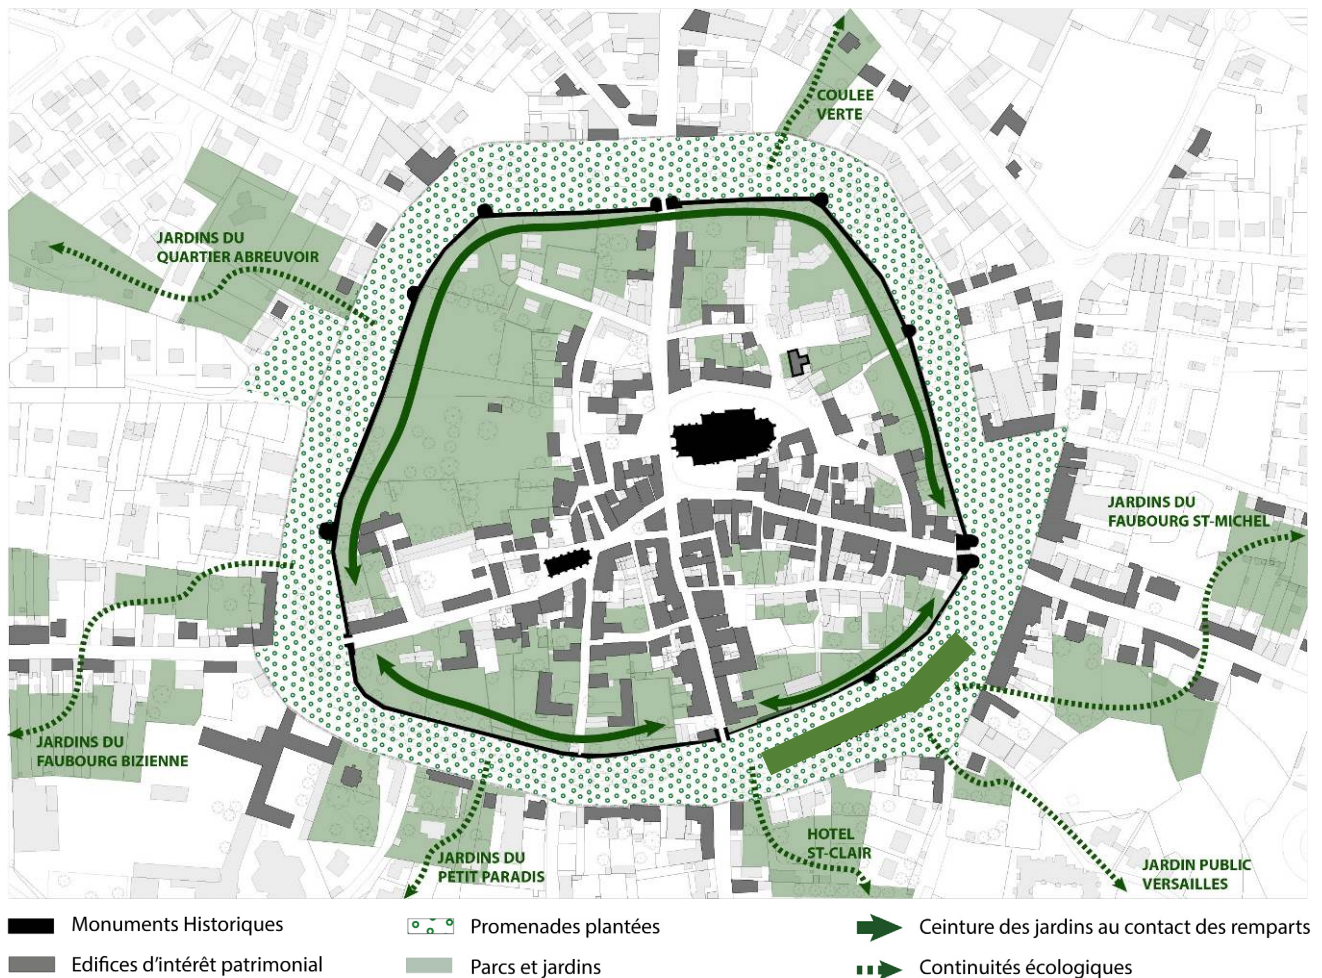 COULEE
VERTE
JARDINS DU
QUARTIER ABREUVOIR
JARDINS DU
FAUBOURG ST-MICHEL
JARDINS DU
FAUBOURG BIZIENNE
JARDINS DU
PETIT PARADIS
HOTEL
ST-CLAIR
JARDIN PUBLIC
VERSAILLES
Monuments Historiques
Promenades plantées
Ceinture des jardins au contact des remparts
Edifices d'intérêt patrimonial
Parcs et jardins
Continuités écologiques